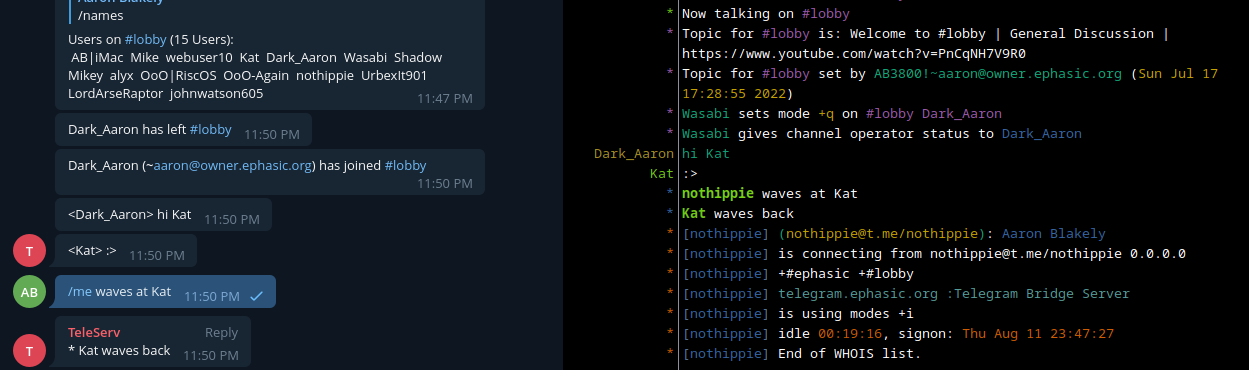 Aaron Blakely
/names
Users on #lobby (15 Users):
AB|iMac Mike webuser10 Kat Dark_Aaron Wasabi Shadow
Mikey alyx OoO|RiscOS OoO-Again nothippie UrbexIt901
LordArseRaptor johnwatson605
11:47 PM
Dark_Aaron has left #lobby 11:50 PM
Dark_Aaron (~aaron@owner.ephasic.org) has joined #lobby
11:50 PM
<Dark_Aaron> hi Kat 11:50 PM
T
<Kat> :> 11:50 PM
AB
/me waves at Kat 11:50 PM
TeleServ Reply
T
* Kat waves back 11:50 PM
* Now talking on #lobby
* Topic for #lobby is: Welcome to #lobby | General Discussion |
https://www.youtube.com/watch?v=PnCqNH7V9R0
* Topic for #lobby set by AB3800!~aaron@owner.ephasic.org (Sun Jul 17
17:28:55 2022)
* Wasabi sets mode +q on #lobby Dark_Aaron
* Wasabi gives channel operator status to Dark_Aaron
Dark_Aaron hi Kat
Kat :>
* nothippie waves at Kat
* Kat waves back
* [nothippie] (nothippie@t.me/nothippie): Aaron Blakely
* [nothippie] is connecting from nothippie@t.me/nothippie 0.0.0.0
* [nothippie] +#ephasic +#lobby
* [nothippie] telegram.ephasic.org :Telegram Bridge Server
* [nothippie] is using modes +i
* [nothippie] idle 00:19:16, signon: Thu Aug 11 23:47:27
* [nothippie] End of WHOIS list.